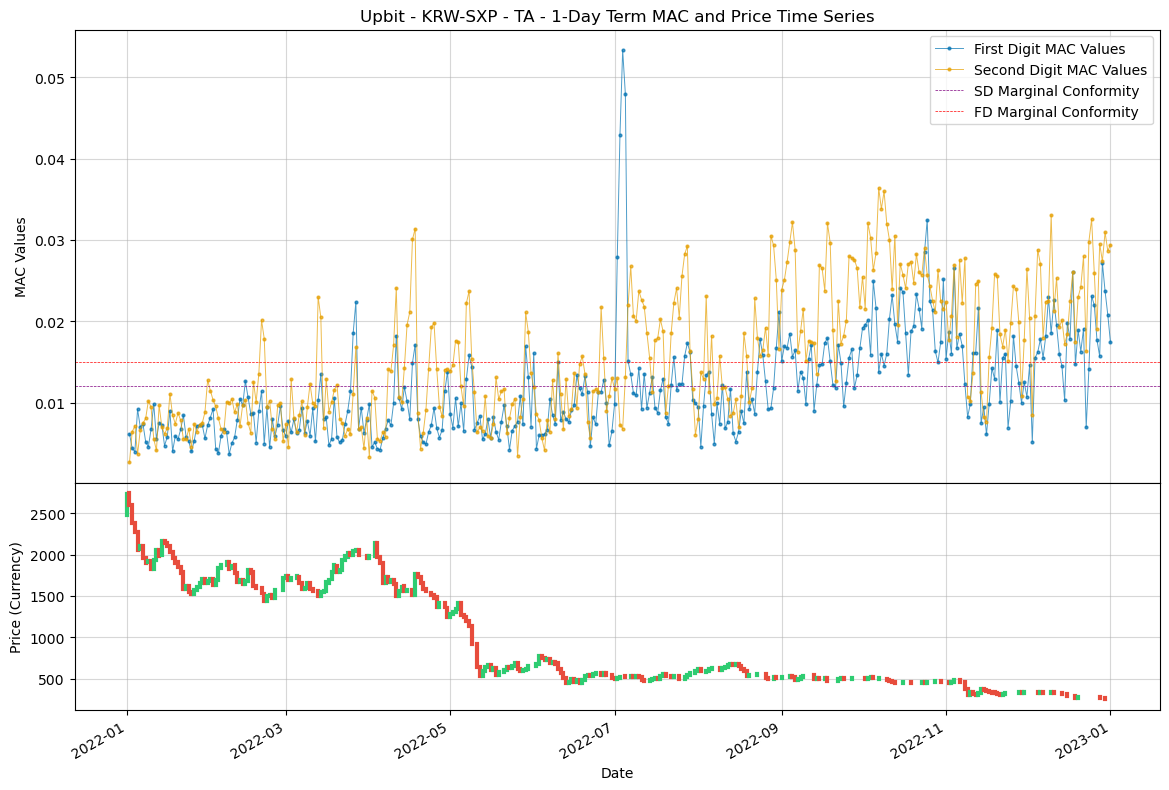 Upbit - KRW-SXP - TA - 1-Day Term MAC and Price Time Series
First Digit MAC Values
Second Digit MAC Values
SD Marginal Conformity
FD Marginal Conformity
MAC Values
0.05
0.04
0.03
0.02
0.01
Price (Currency)
2500
2000
1500
1000
500
2022-01
2022-03
2022-05
2022-07
2022-09
2022-11
2023-01
Date